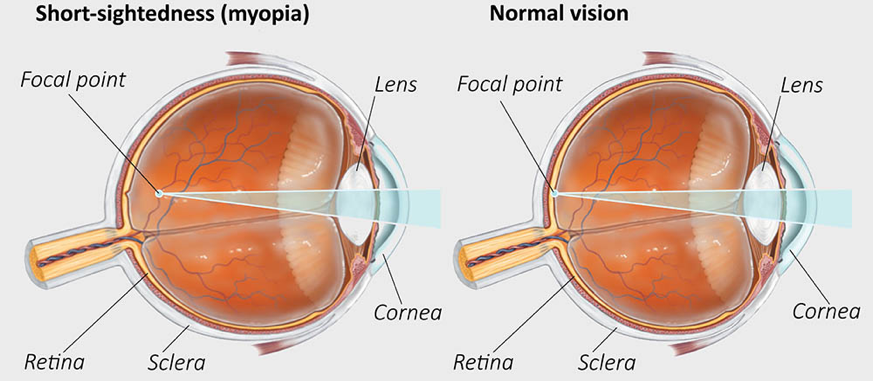 Short-sightedness (myopia)
Focal point
Lens
Cornea
Retina
Sclera
Normal vision
Focal point
Lens
Cornea
Retina
Sclera